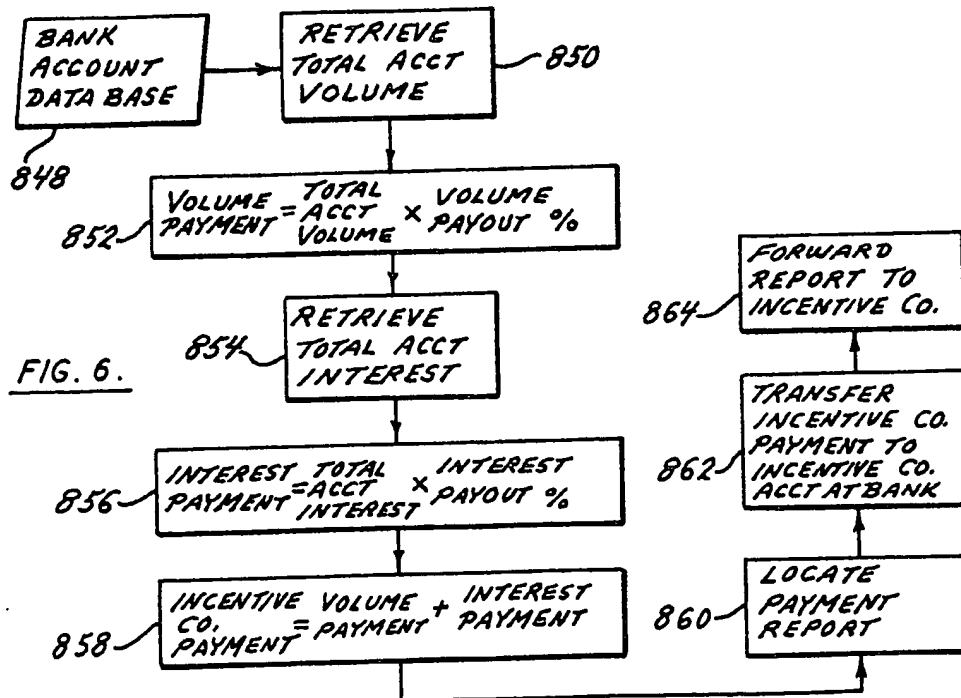 BANK
ACCOUNT
DATA BASE
848
RETRIEVE
TOTAL ACCT
VOLUME
850
VOLUME PAYMENT = TOTAL ACCT VOLUME × VOLUME PAYOUT %
852
RETRIEVE
TOTAL ACCT
INTEREST
854
FIG. 6.
INTEREST PAYMENT = TOTAL ACCT INTEREST × INTEREST PAYOUT %
856
INCENTIVE CO. PAYMENT = VOLUME PAYMENT + INTEREST PAYMENT
858
LOCATE
PAYMENT
REPORT
860
TRANSFER
INCENTIVE CO.
PAYMENT TO
INCENTIVE CO.
ACCT AT BANK
862
FORWARD
REPORT TO
INCENTIVE CO.
864